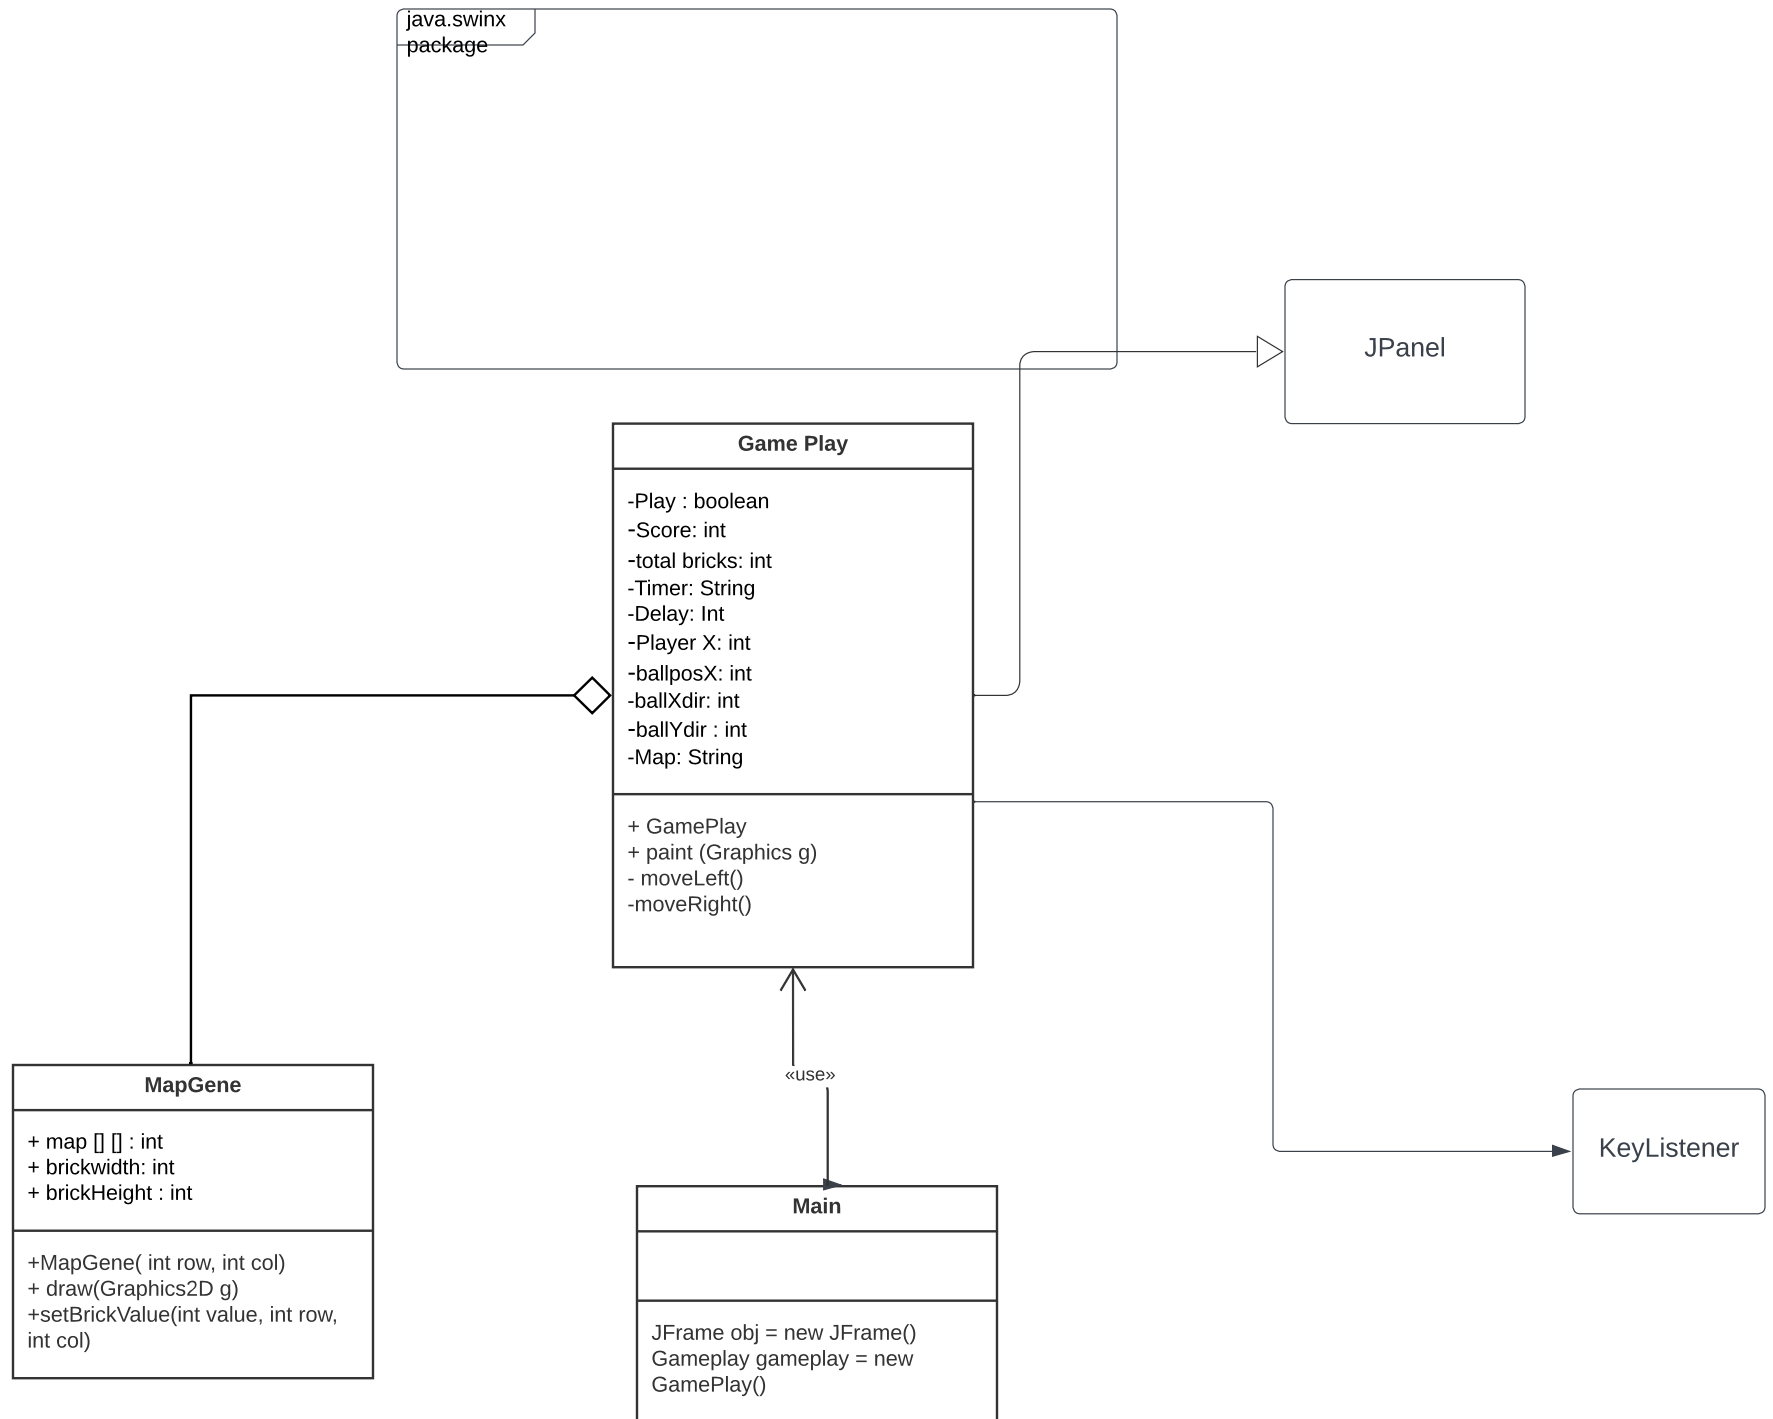 java.swinx
package
JPanel
Game Play
-Play : boolean
-Score: int
-total bricks: int
-Timer: String
-Delay: Int
-Player X: int
-ballposX: int
-ballXdir: int
-ballYdir : int
-Map: String
+ GamePlay
+ paint (Graphics g)
- moveLeft()
-moveRight()
«use»
MapGene
+ map [] [] : int
+ brickwidth: int
+ brickHeight : int
+MapGene( int row, int col)
+ draw(Graphics2D g)
+setBrickValue(int value, int row,
int col)
KeyListener
Main
JFrame obj = new JFrame()
Gameplay gameplay = new
GamePlay()